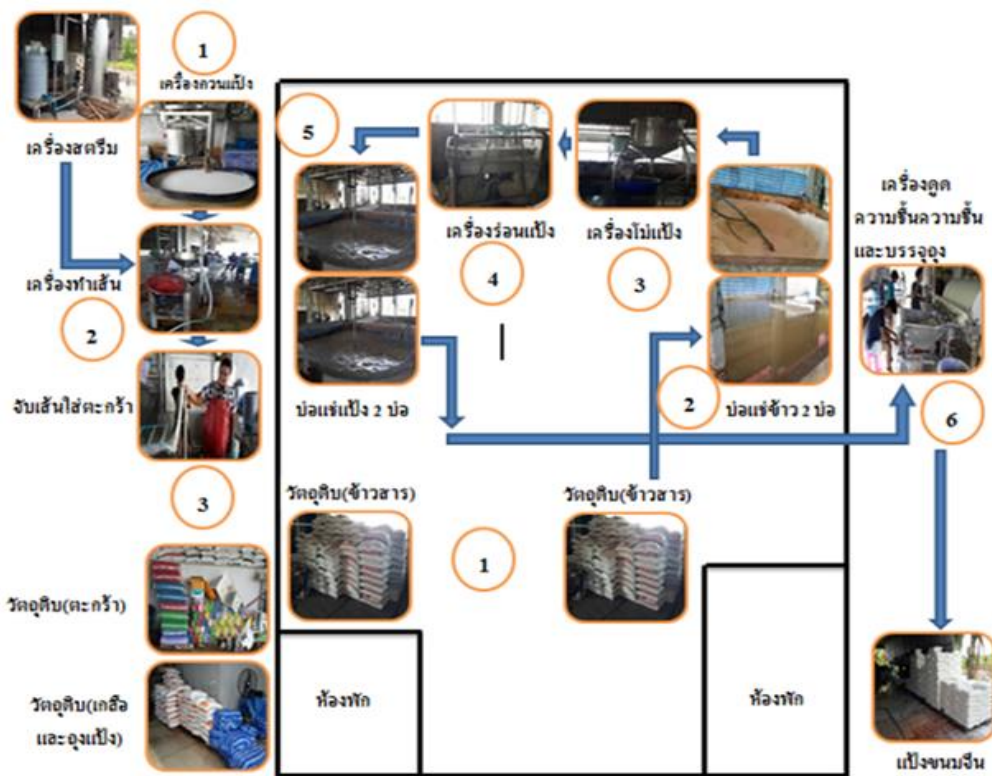 1
เครื่องกวนแป้ง
เครื่องสตรีม
เครื่องทำเส้น
2
จับเส้นใส่ตะกร้า
3
วัตถุดิบ(ตะกร้า)
วัตถุดิบ(เกลือ
และถุงแป้ง)
5
เครื่องร่อนแป้ง
4
เครื่องโม่แป้ง
3
เครื่องดูด
ความชื้นความชื้น
และบรรจุถุง
บ่อแช่แป้ง 2 บ่อ
2
บ่อแช่ข้าว 2 บ่อ
6
วัตถุดิบ(ข้าวสาร)
วัตถุดิบ(ข้าวสาร)
1
ห้องพัก
ห้องพัก
แป้งขนมจีน